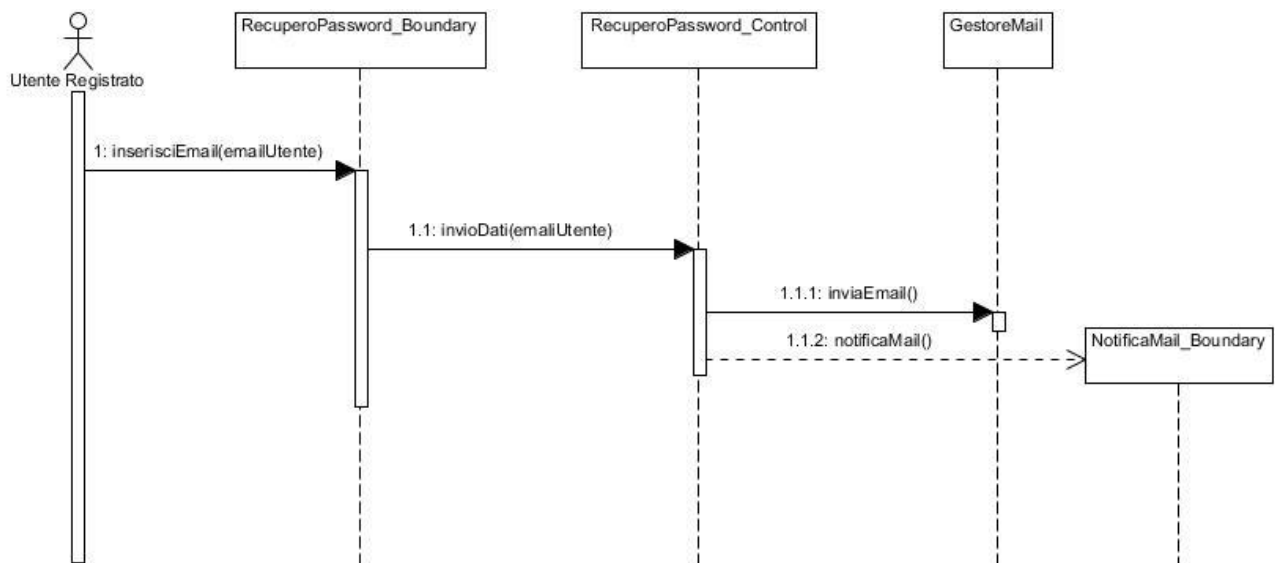 RecuperoPassword_Boundary
RecuperoPassword_Control
GestoreMail
Utente Registrato
1: inserisciEmail(emailUtente)
1.1: invioDati(emaliUtente)
1.1.1: inviaEmail()
1.1.2: notificaMail()
NotificaMail_Boundary